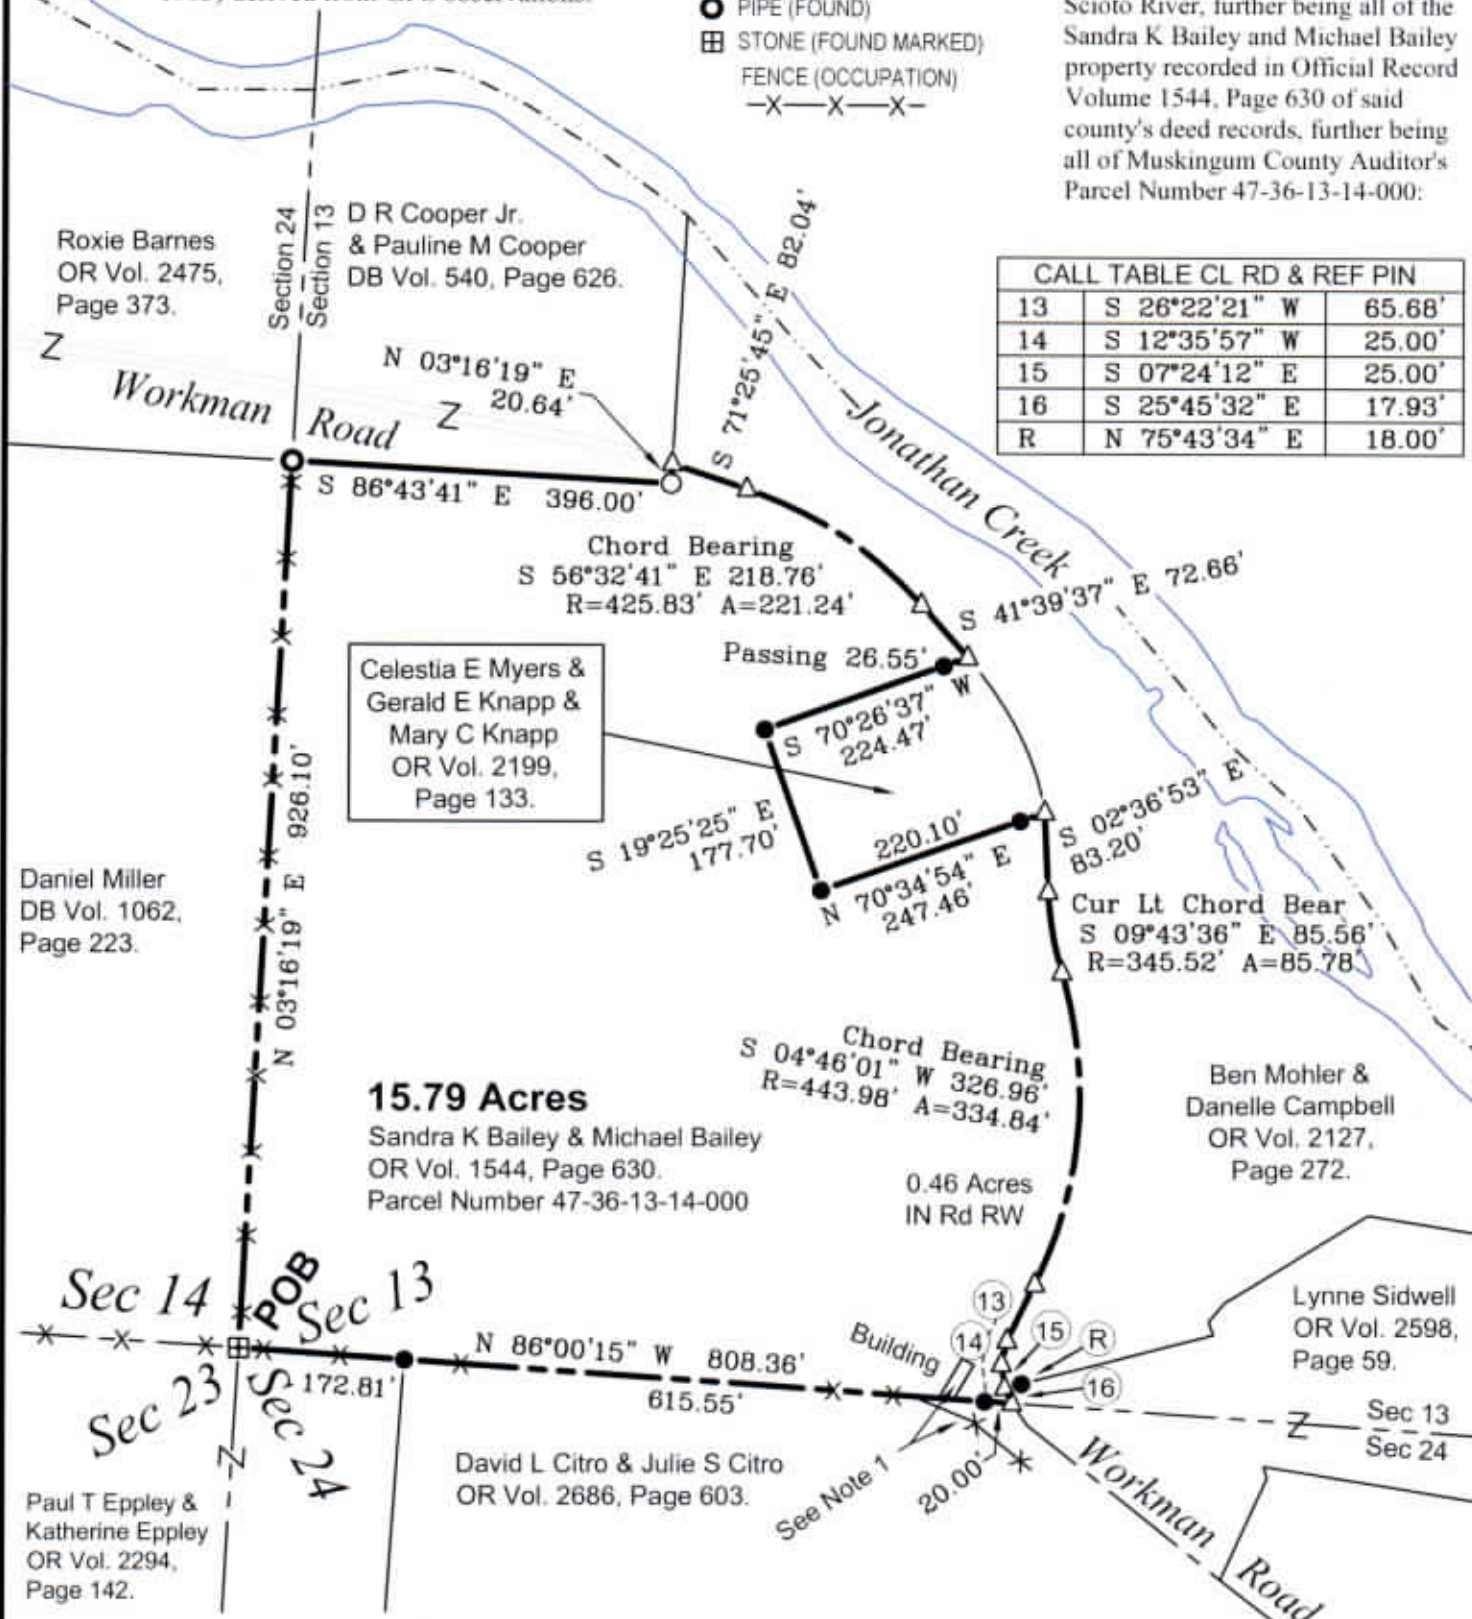 PIPE (FOUND)
STONE (FOUND MARKED)
FENCE (OCCUPATION)
Scioto River, further being all of the
Sandra K Bailey and Michael Bailey
property recorded in Official Record
Volume 1544, Page 630 of said
county's deed records, further being
all of Muskingum County Auditor's
Parcel Number 47-36-13-14-000:
Roxie Barnes
OR Vol. 2475,
Page 373.
Section 24
Section 13
D R Cooper Jr.
& Pauline M Cooper
DB Vol. 540, Page 626.
CALL TABLE CL RD & REF PIN
13 S 26°22'21" W 65.68'
14 S 12°35'57" W 25.00'
15 S 07°24'12" E 25.00'
16 S 25°45'32" E 17.93'
R N 75°43'34" E 18.00'
Z
Workman Road
Z
N 03°16'19" E
20.64'
S 71°25'45" E 82.04'
Jonathan Creek
S 86°43'41" E 396.00'
Chord Bearing
S 56°32'41" E 218.76'
R=425.83' A=221.24'
S 41°39'37" E 72.66'
Passing 26.55'
S 70°26'37" W
224.47'
Celestia E Myers &
Gerald E Knapp &
Mary C Knapp
OR Vol. 2199,
Page 133.
S 19°25'25" E
177.70'
220.10'
N 70°34'54" E
247.46'
S 02°36'53" E
83.20'
N 03°16'19" E 926.10'
Daniel Miller
DB Vol. 1062,
Page 223.
Cur Lt Chord Bear
S 09°43'36" E 85.56'
R=345.52' A=85.78'
Chord Bearing
S 04°46'01" W 326.96'
R=443.98' A=334.84'
15.79 Acres
Sandra K Bailey & Michael Bailey
OR Vol. 1544, Page 630.
Parcel Number 47-36-13-14-000
0.46 Acres
IN Rd RW
Ben Mohler &
Danelle Campbell
OR Vol. 2127,
Page 272.
Lynne Sidwell
OR Vol. 2598,
Page 59.
Sec 14
POB
Sec 13
Sec 23
Sec 24
N 86°00'15" W 808.36'
172.81'
615.55'
Building
13
14
15
R
16
Z
Sec 13
Sec 24
Z
See Note 1
20.00'
Workman Road
David L Citro & Julie S Citro
OR Vol. 2686, Page 603.
Paul T Eppley &
Katherine Eppley
OR Vol. 2294,
Page 142.